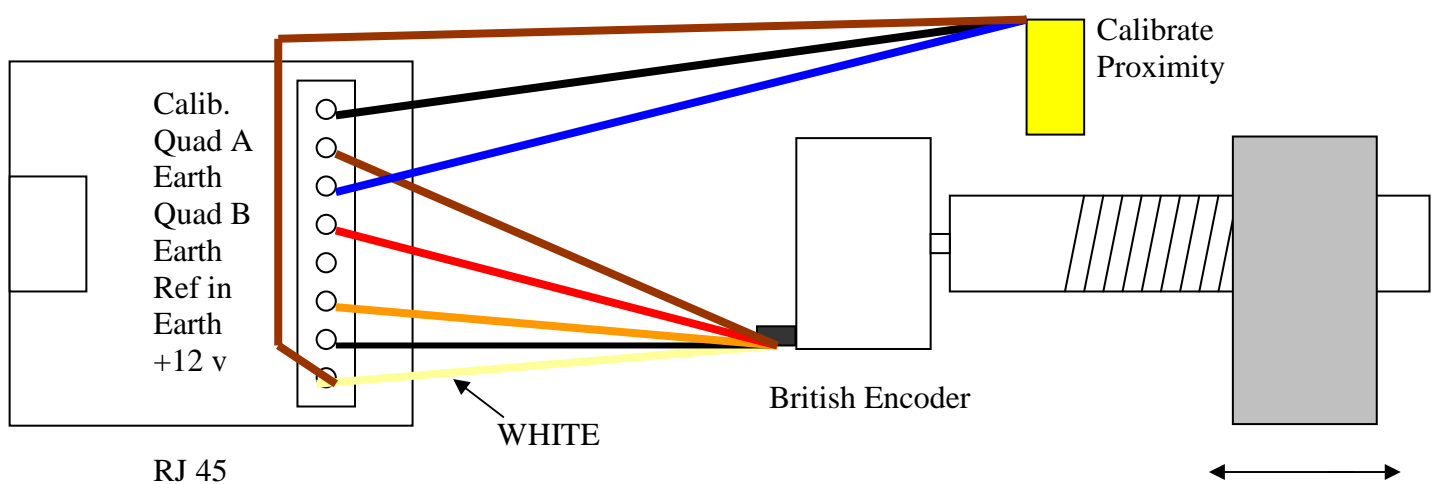 Calibrate
Proximity
Calib.
Quad A
Earth
Quad B
Earth
Ref in
Earth
+12 v
British Encoder
WHITE
RJ 45